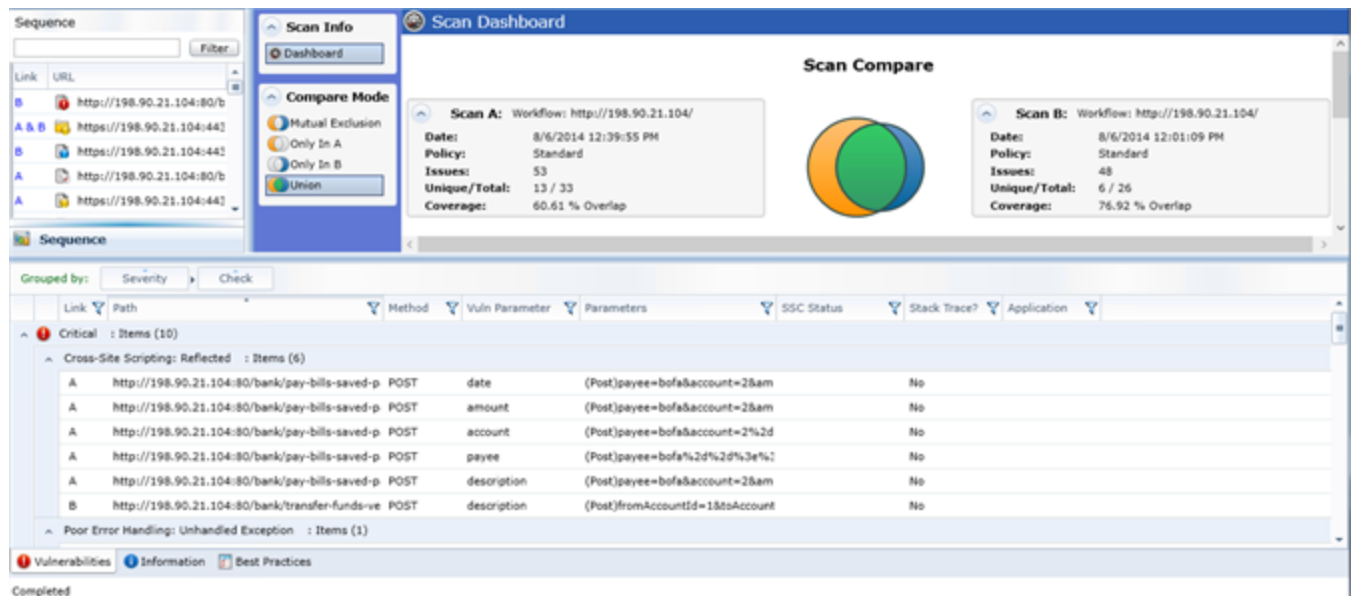 Sequence
Filter
Link URL
B http://198.90.21.104:80/b
A & B https://198.90.21.104:443
B https://198.90.21.104:443
A http://198.90.21.104:80/b
A https://198.90.21.104:443
Sequence
Scan Info
Dashboard
Compare Mode
Mutual Exclusion
Only In A
Only In B
Union
Scan Dashboard
Scan Compare
Scan A: Workflow: http://198.90.21.104/
Date: 8/6/2014 12:39:55 PM
Policy: Standard
Issues: 53
Unique/Total: 13 / 33
Coverage: 60.61 % Overlap
Scan B: Workflow: http://198.90.21.104/
Date: 8/6/2014 12:01:09 PM
Policy: Standard
Issues: 48
Unique/Total: 6 / 26
Coverage: 76.92 % Overlap
Grouped by: Severity Check
Link Path Method Vuln Parameter Parameters SSC Status Stack Trace? Application
Critical : Items (10)
Cross-Site Scripting: Reflected : Items (6)
A http://198.90.21.104:80/bank/pay-bills-saved-p POST date (Post)payee=bofa&account=2&am No
A http://198.90.21.104:80/bank/pay-bills-saved-p POST amount (Post)payee=bofa&account=2&am No
A http://198.90.21.104:80/bank/pay-bills-saved-p POST account (Post)payee=bofa&account=2%2d No
A http://198.90.21.104:80/bank/pay-bills-saved-p POST payee (Post)payee=bofa%2d%2d%3e%3 No
A http://198.90.21.104:80/bank/pay-bills-saved-p POST description (Post)payee=bofa&account=2&am No
B http://198.90.21.104:80/bank/transfer-funds-ve POST description (Post)fromAccountId=1&toAccount No
Poor Error Handling: Unhandled Exception : Items (1)
Vulnerabilities Information Best Practices
Completed